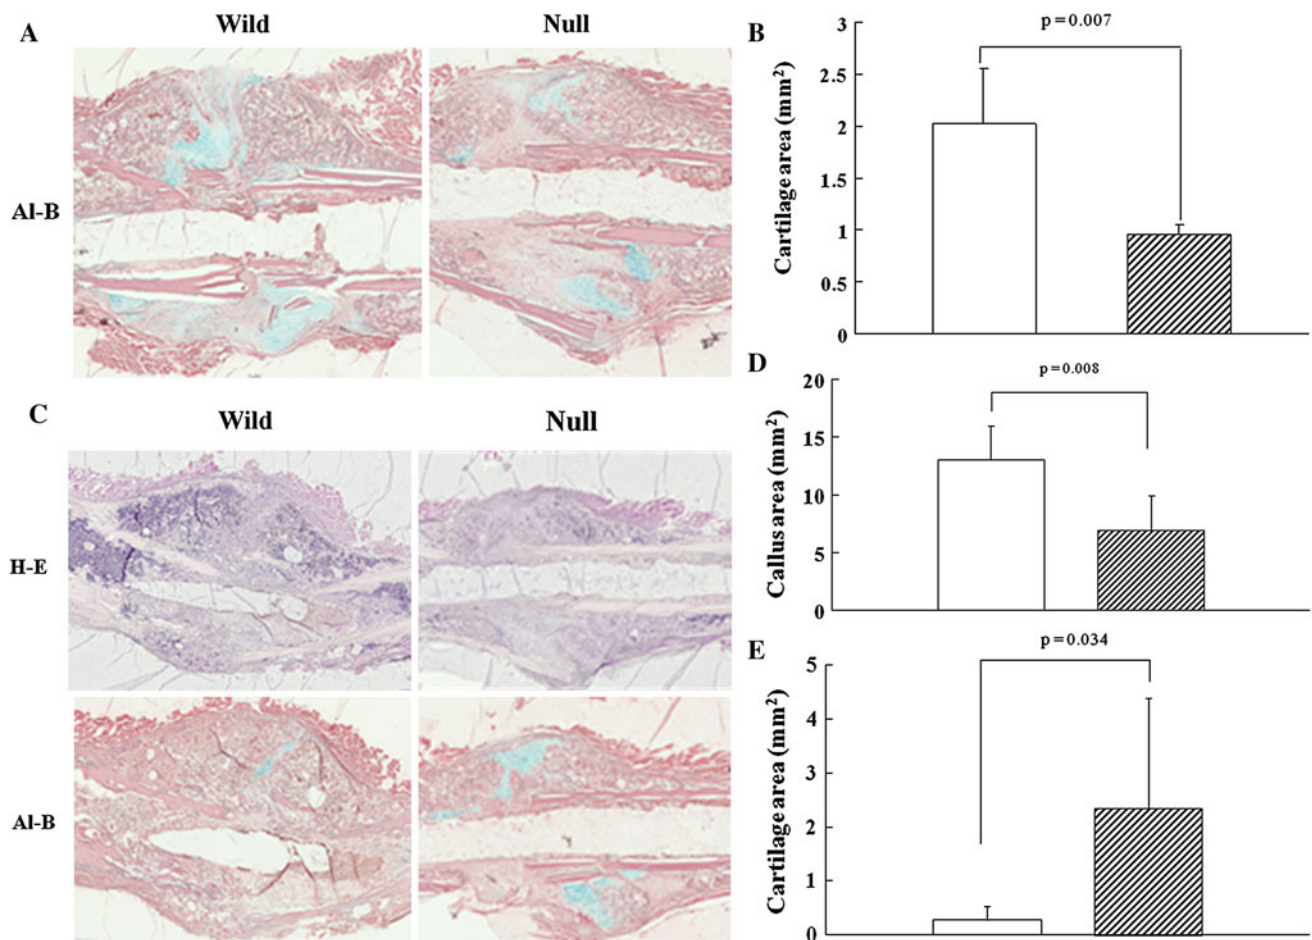 A
Wild
Null
Al-B
C
Wild
Null
H-E
Al-B
B
p = 0.007
Cartilage area (mm²)
3
2.5
2
1.5
1
0.5
0
D
p = 0.008
Callus area (mm²)
20
15
10
5
0
E
p = 0.034
Cartilage area (mm²)
5
4
3
2
1
0